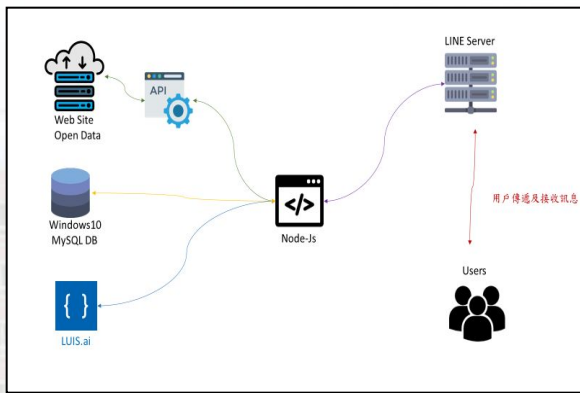 LINE Server
API
Web Site
Open Data
Windows10
MySQL DB
</>
Node-Js
用戶傳遞及接收訊息
Users
{ }
LUIS.ai